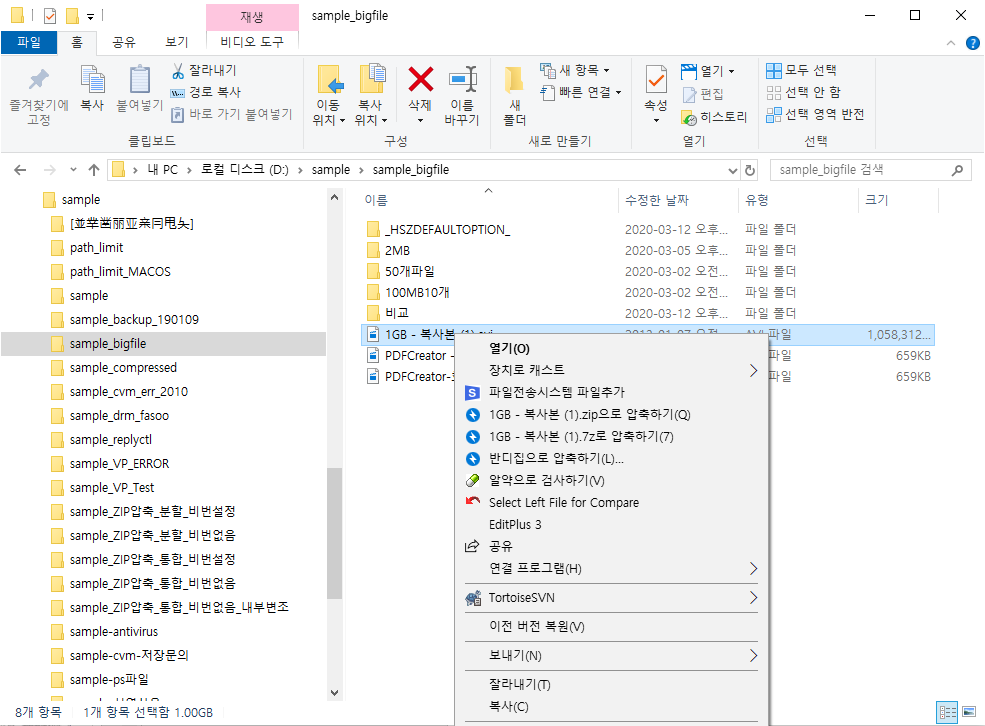 재생
sample_bigfile
파일
홈
공유
보기
비디오 도구
즐겨찾기에
고정
복사
붙여넣기
잘라내기
경로 복사
바로 가기 붙여넣기
클립보드
이동
위치
복사
위치
삭제
이름
바꾸기
구성
새
폴더
새 항목
빠른 연결
새로 만들기
속성
열기
편집
히스토리
열기
모두 선택
선택 안 함
선택 영역 반전
선택
내 PC > 로컬 디스크 (D:) > sample > sample_bigfile
sample_bigfile 검색
sample
path_limit
path_limit_MACOS
sample
sample_backup_190109
sample_bigfile
sample_compressed
sample_cvm_err_2010
sample_drm_fasoo
sample_replyctl
sample_VP_ERROR
sample_VP_Test
sample_ZIP압축_분할_비번설정
sample_ZIP압축_분할_비번없음
sample_ZIP압축_통합_비번설정
sample_ZIP압축_통합_비번없음
sample_ZIP압축_통합_비번없음_내부변조
sample-antivirus
sample-cvm-저장문의
sample-ps파일
이름 수정한 날짜 유형 크기
_HSZDEFAULTOPTION_ 2020-03-12 오후... 파일 폴더
2MB 2020-03-05 오후... 파일 폴더
50개파일 2020-03-02 오전... 파일 폴더
100MB10개 2020-03-02 오전... 파일 폴더
비교 2020-03-12 오후... 파일 폴더
1GB - 복사본 (1).avi 파일 1,058,312...
PDFCreator - 파일 659KB
PDFCreator- 파일 659KB
열기(O)
장치로 캐스트
파일전송시스템 파일추가
1GB - 복사본 (1).zip으로 압축하기(Q)
1GB - 복사본 (1).7z로 압축하기(7)
반디집으로 압축하기(L)...
알약으로 검사하기(V)
Select Left File for Compare
EditPlus 3
공유
연결 프로그램(H)
TortoiseSVN
이전 버전 복원(V)
보내기(N)
잘라내기(T)
복사(C)
8개 항목 1개 항목 선택함 1.00GB